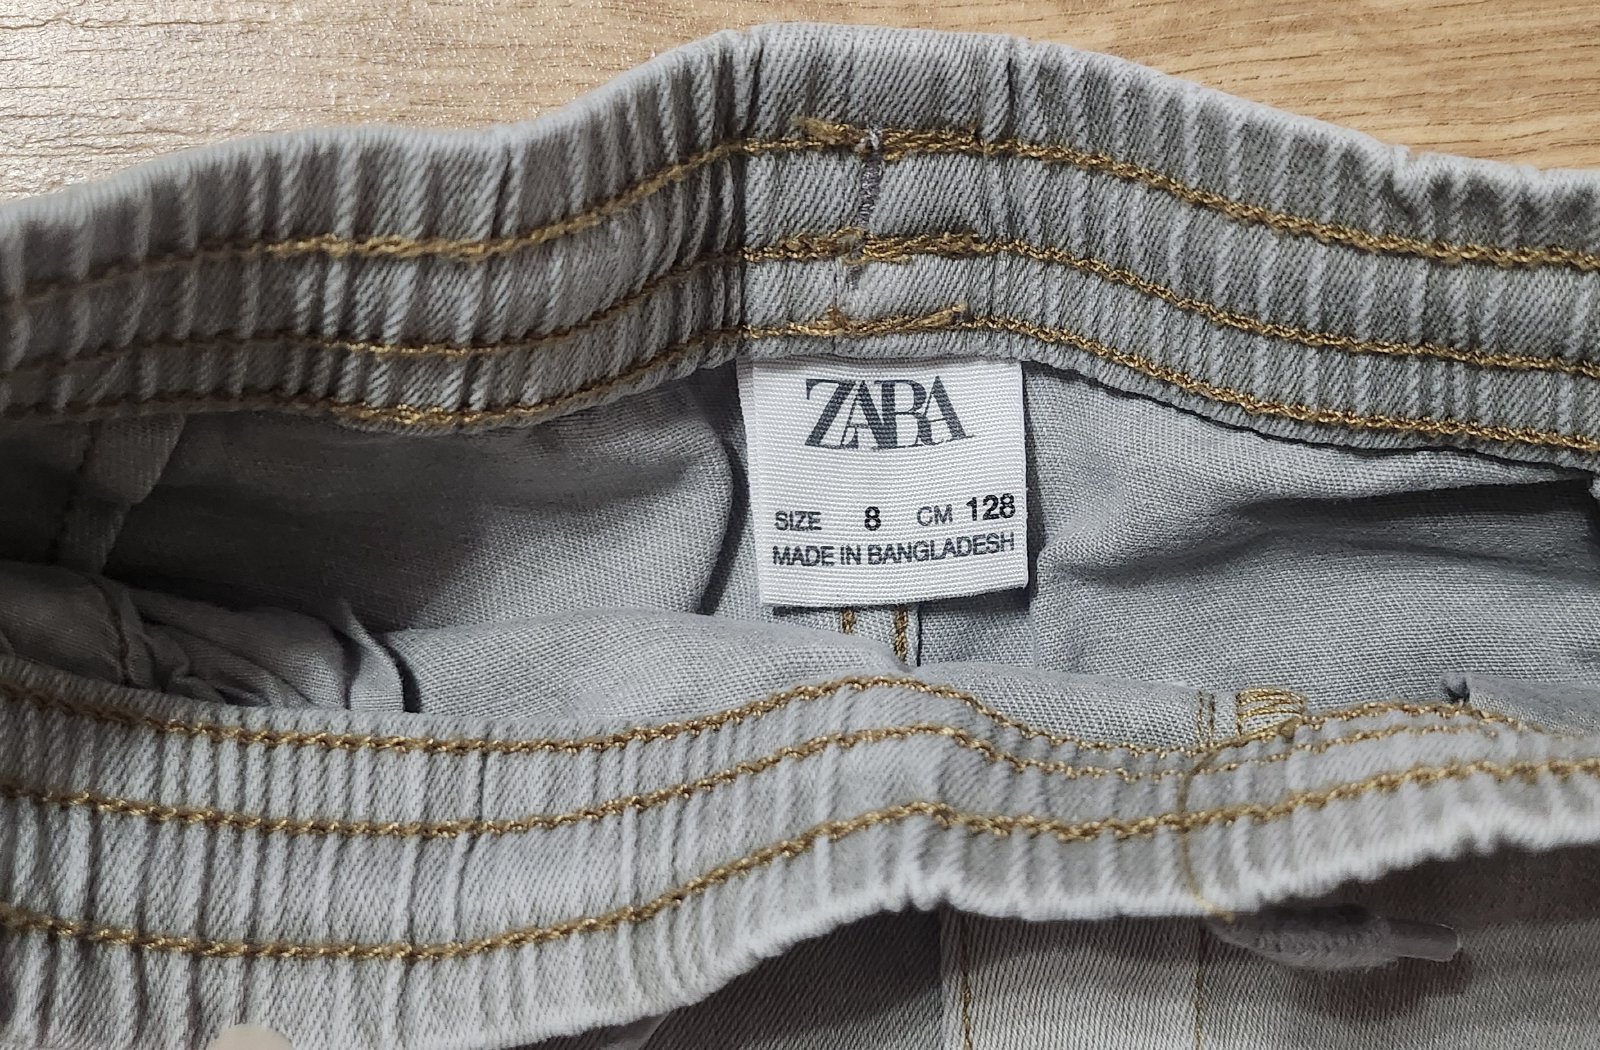 ZARA
SIZE 8 CM 128
MADE IN BANGLADESH